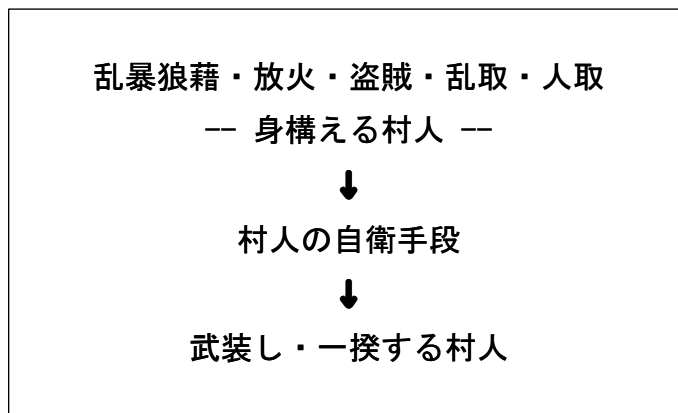 乱暴狼藉・放火・盗賊・乱取・人取
-- 身構える村人 --
↓
村人の自衛手段
↓
武装し・一揆する村人